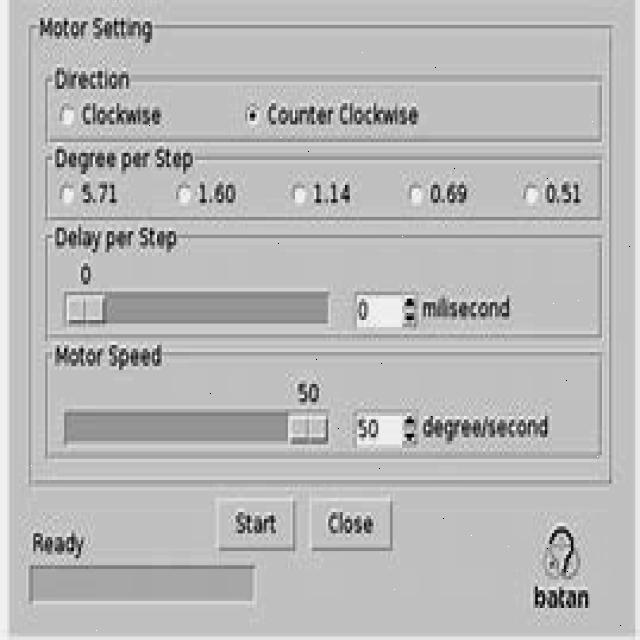 Motor Setting
Direction
Clockwise Counter Clockwise
Degree per Step
5.71 1.60 1.14 0.69 0.51
Delay per Step
0
0 milisecond
Motor Speed
50
50 degree/second
Start Close
Ready
batan